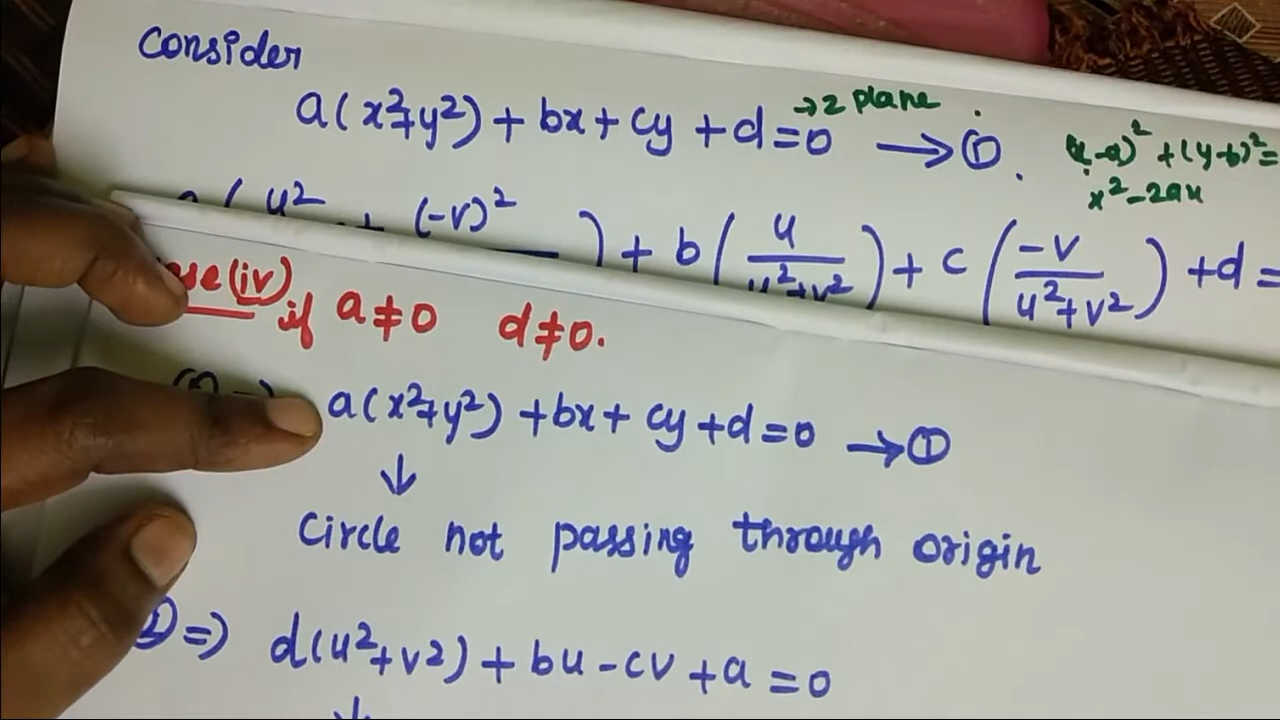 Consider
a(x²+y²) + bx + cy + d = 0 → z plane → ①.
(x-a)² + (y-b)² =
x² - 2ax
a(u² + (-v)²) + b(u/(u²+v²)) + c(-v/(u²+v²)) + d =
case(iv) if a≠0 d≠0.
① ⇒ a(x²+y²) + bx + cy + d = 0 → ①
↓
Circle not passing through origin
② ⇒ d(u²+v²) + bu - cv + a = 0
↓